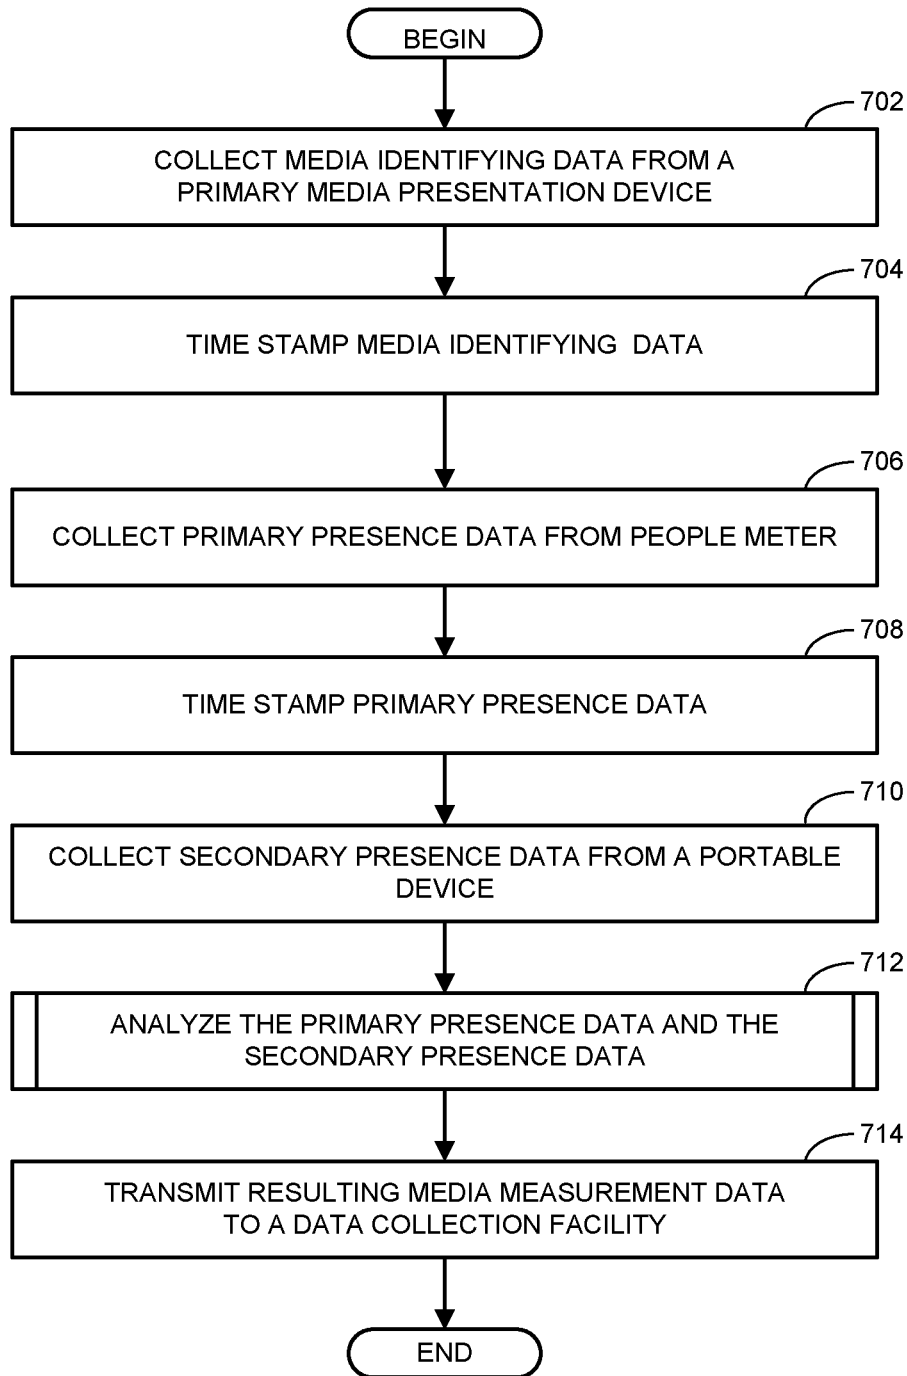 BEGIN
702
COLLECT MEDIA IDENTIFYING DATA FROM A
PRIMARY MEDIA PRESENTATION DEVICE
704
TIME STAMP MEDIA IDENTIFYING DATA
706
COLLECT PRIMARY PRESENCE DATA FROM PEOPLE METER
708
TIME STAMP PRIMARY PRESENCE DATA
710
COLLECT SECONDARY PRESENCE DATA FROM A PORTABLE
DEVICE
712
ANALYZE THE PRIMARY PRESENCE DATA AND THE
SECONDARY PRESENCE DATA
714
TRANSMIT RESULTING MEDIA MEASUREMENT DATA
TO A DATA COLLECTION FACILITY
END